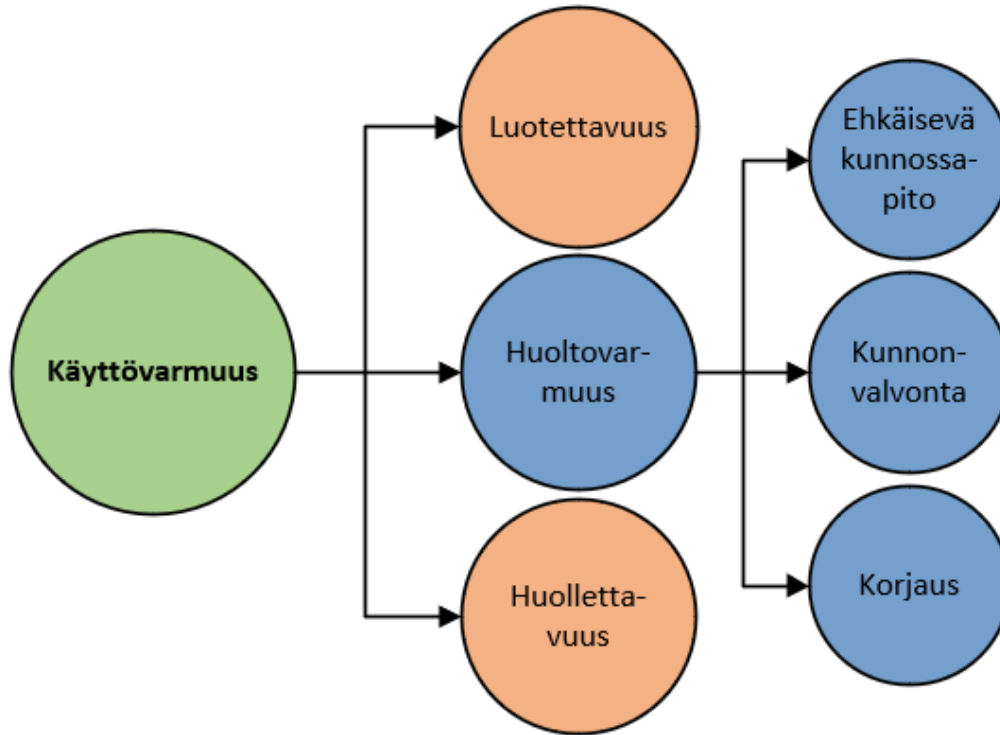 Käyttövarmuus
Luotettavuus
Huoltovar-
muus
Huolletta-
vuus
Ehkäisevä
kunnossa-
pito
Kunnon-
valvonta
Korjaus